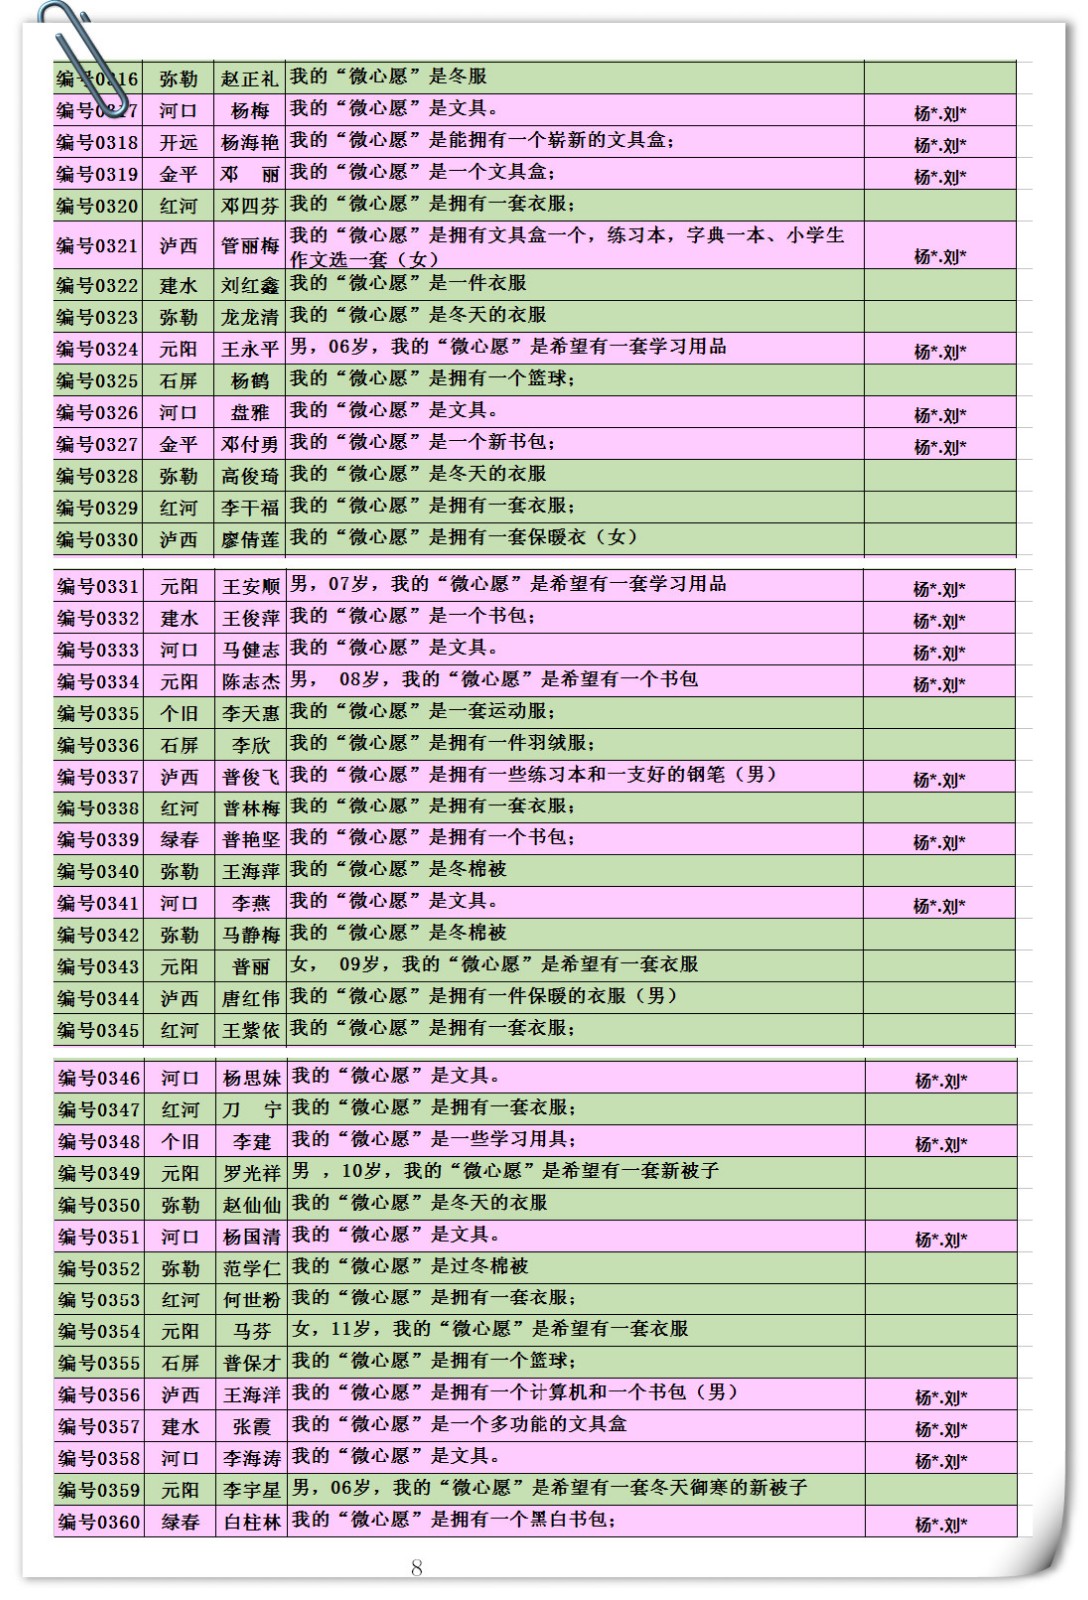 编号0316 弥勒 赵正礼 我的“微心愿”是冬服
编号0317 河口 杨梅 我的“微心愿”是文具。 杨*.刘*
编号0318 开远 杨海艳 我的“微心愿”是能拥有一个崭新的文具盒； 杨*.刘*
编号0319 金平 邓 丽 我的“微心愿”是一个文具盒； 杨*.刘*
编号0320 红河 邓四芬 我的“微心愿”是拥有一套衣服；
编号0321 泸西 管丽梅 我的“微心愿”是拥有文具盒一个，练习本，字典一本、小学生
作文选一套（女） 杨*.刘*
编号0322 建水 刘红鑫 我的“微心愿”是一件衣服
编号0323 弥勒 龙龙清 我的“微心愿”是冬天的衣服
编号0324 元阳 王永平 男，06岁，我的“微心愿”是希望有一套学习用品 杨*.刘*
编号0325 石屏 杨鹤 我的“微心愿”是拥有一个篮球；
编号0326 河口 盘雅 我的“微心愿”是文具。 杨*.刘*
编号0327 金平 邓付勇 我的“微心愿”是一个新书包； 杨*.刘*
编号0328 弥勒 高俊琦 我的“微心愿”是冬天的衣服
编号0329 红河 李干福 我的“微心愿”是拥有一套衣服；
编号0330 泸西 廖倩莲 我的“微心愿”是拥有一套保暖衣（女）
编号0331 元阳 王安顺 男，07岁，我的“微心愿”是希望有一套学习用品 杨*.刘*
编号0332 建水 王俊萍 我的“微心愿”是一个书包； 杨*.刘*
编号0333 河口 马健志 我的“微心愿”是文具。 杨*.刘*
编号0334 元阳 陈志杰 男， 08岁，我的“微心愿”是希望有一个书包 杨*.刘*
编号0335 个旧 李天惠 我的“微心愿”是一套运动服；
编号0336 石屏 李欣 我的“微心愿”是拥有一件羽绒服；
编号0337 泸西 普俊飞 我的“微心愿”是拥有一些练习本和一支好的钢笔（男） 杨*.刘*
编号0338 红河 普林梅 我的“微心愿”是拥有一套衣服；
编号0339 绿春 普艳坚 我的“微心愿”是拥有一个书包； 杨*.刘*
编号0340 弥勒 王海萍 我的“微心愿”是冬棉被
编号0341 河口 李燕 我的“微心愿”是文具。 杨*.刘*
编号0342 弥勒 马静梅 我的“微心愿”是冬棉被
编号0343 元阳 普丽 女， 09岁，我的“微心愿”是希望有一套衣服
编号0344 泸西 唐红伟 我的“微心愿”是拥有一件保暖的衣服（男）
编号0345 红河 王紫依 我的“微心愿”是拥有一套衣服；
编号0346 河口 杨思妹 我的“微心愿”是文具。 杨*.刘*
编号0347 红河 刀 宁 我的“微心愿”是拥有一套衣服；
编号0348 个旧 李建 我的“微心愿”是一些学习用具； 杨*.刘*
编号0349 元阳 罗光祥 男 ，10岁，我的“微心愿”是希望有一套新被子
编号0350 弥勒 赵仙仙 我的“微心愿”是冬天的衣服
编号0351 河口 杨国清 我的“微心愿”是文具。 杨*.刘*
编号0352 弥勒 范学仁 我的“微心愿”是过冬棉被
编号0353 红河 何世粉 我的“微心愿”是拥有一套衣服；
编号0354 元阳 马芬 女，11岁，我的“微心愿”是希望有一套衣服
编号0355 石屏 普保才 我的“微心愿”是拥有一个篮球；
编号0356 泸西 王海洋 我的“微心愿”是拥有一个计算机和一个书包（男） 杨*.刘*
编号0357 建水 张霞 我的“微心愿”是一个多功能的文具盒 杨*.刘*
编号0358 河口 李海涛 我的“微心愿”是文具。 杨*.刘*
编号0359 元阳 李宇星 男，06岁，我的“微心愿”是希望有一套冬天御寒的新被子
编号0360 绿春 白柱林 我的“微心愿”是拥有一个黑白书包； 杨*.刘*
8